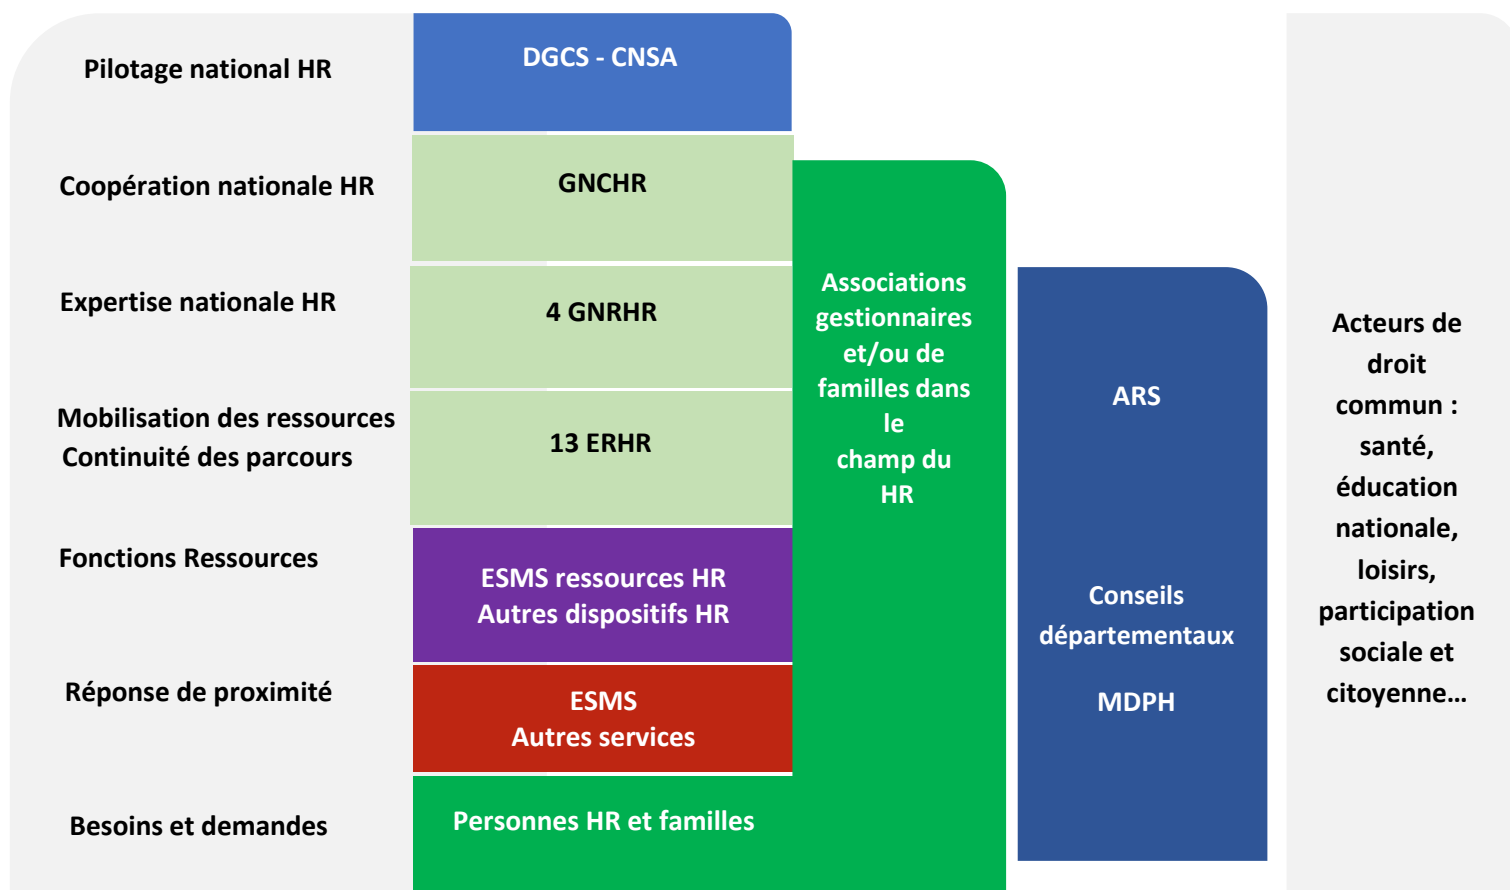 Pilotage national HR
DGCS - CNSA
Coopération nationale HR
GNCHR
Expertise nationale HR
4 GNRHR
Mobilisation des ressources
Continuité des parcours
13 ERHR
Fonctions Ressources
ESMS ressources HR
Autres dispositifs HR
Réponse de proximité
ESMS
Autres services
Besoins et demandes
Personnes HR et familles
Associations
gestionnaires
et/ou de
familles dans
le
champ du
HR
ARS
Conseils
départementaux
MDPH
Acteurs de
droit
commun :
santé,
éducation
nationale,
loisirs,
participation
sociale et
citoyenne…